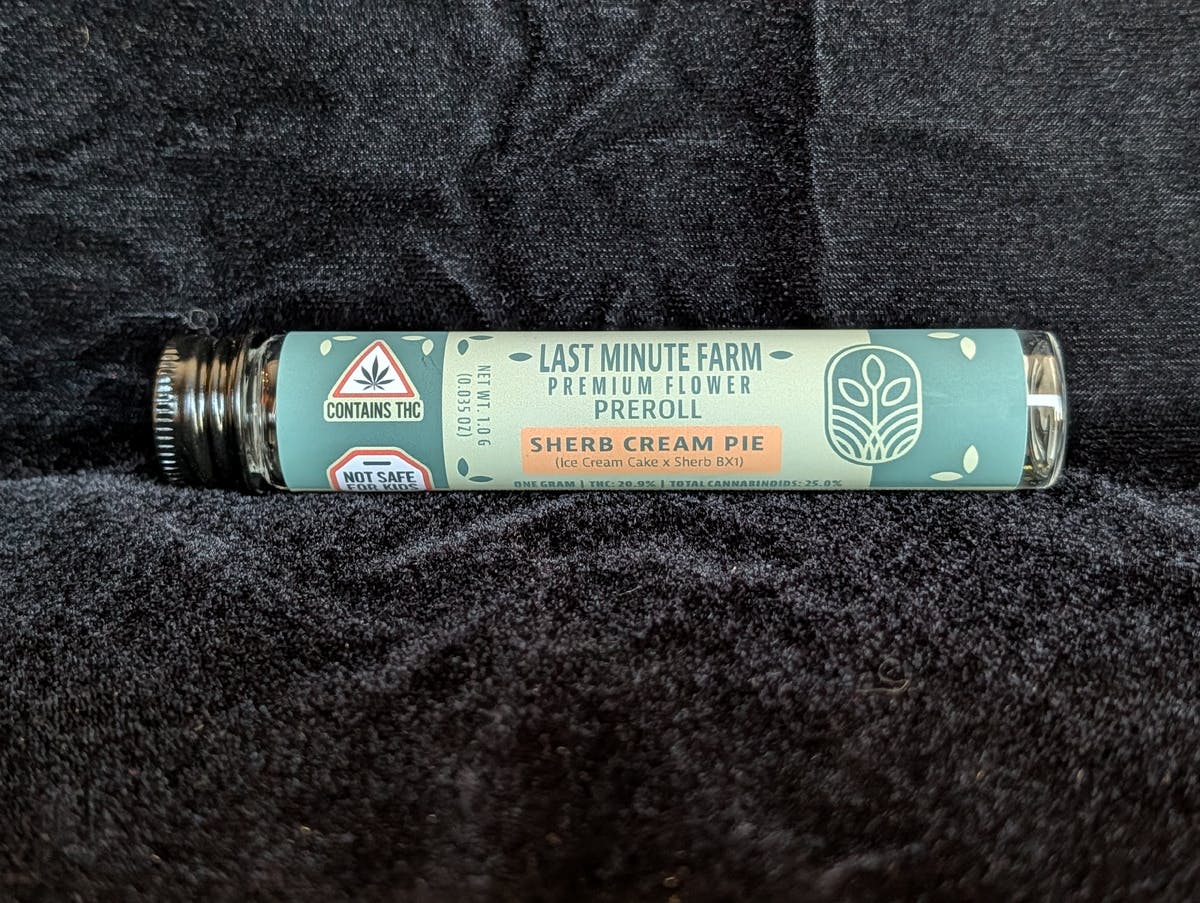 CONTAINS THC
NOT SAFE
FOR KIDS
NET WT. 1.0 G
(0.035 OZ)
LAST MINUTE FARM
PREMIUM FLOWER
PREROLL
SHERB CREAM PIE
(Ice Cream Cake x Sherb BX1)
ONE GRAM | THC: 20.9% | TOTAL CANNABINOIDS: 25.0%